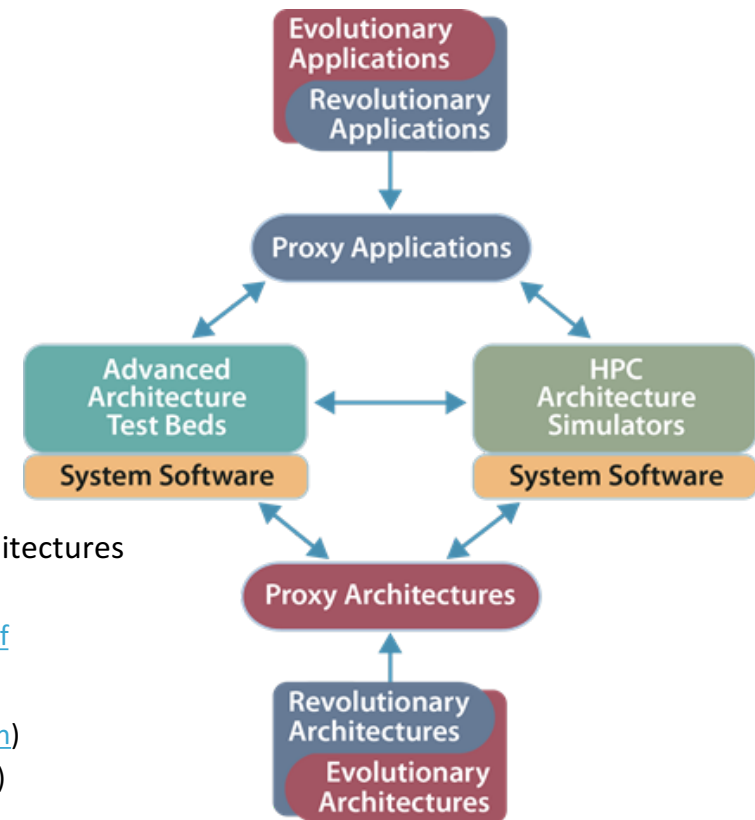 Evolutionary
Applications
Revolutionary
Applications
Proxy Applications
Advanced
Architecture
Test Beds
System Software
HPC
Architecture
Simulators
System Software
itectures
f
)
)
Proxy Architectures
Revolutionary
Architectures
Evolutionary
Architectures